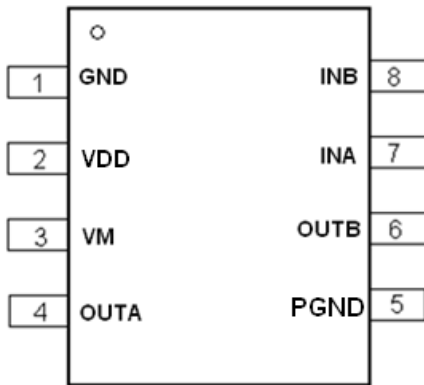 1 GND INB 8
2 VDD INA 7
3 VM OUTB 6
4 OUTA PGND 5